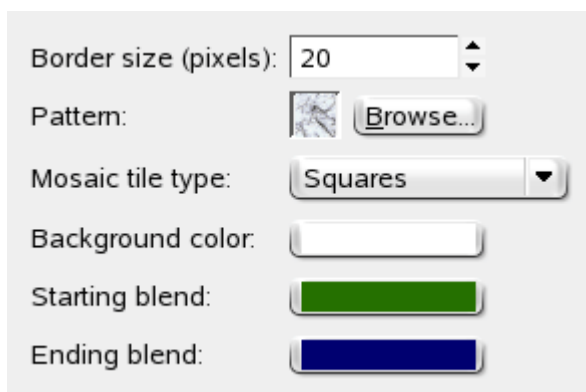 Border size (pixels): 20
Pattern: Browse...
Mosaic tile type: Squares
Background color:
Starting blend:
Ending blend: